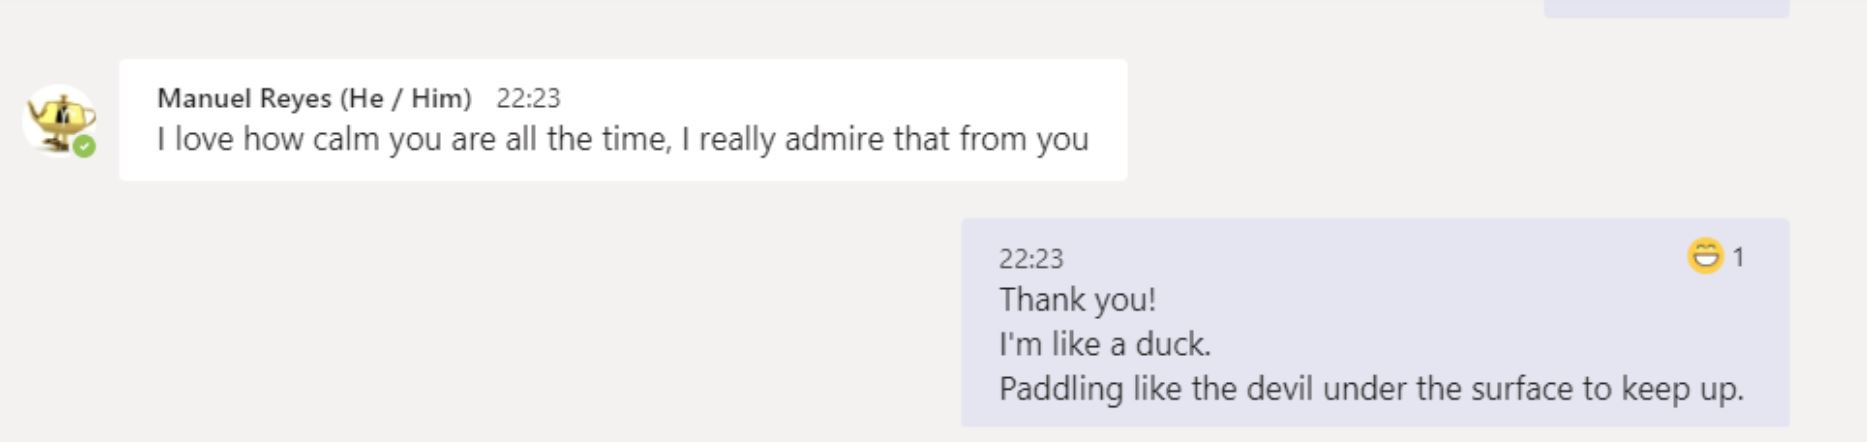 Manuel Reyes (He / Him) 22:23
I love how calm you are all the time, I really admire that from you
22:23 1
Thank you!
I'm like a duck.
Paddling like the devil under the surface to keep up.